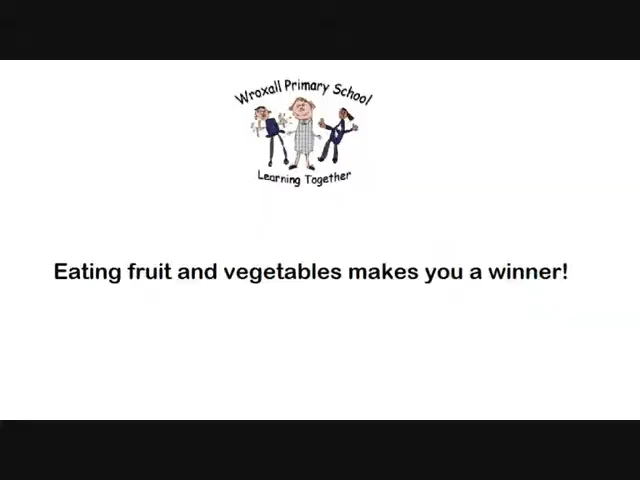 Wroxall Primary School
Learning Together
Eating fruit and vegetables makes you a winner!